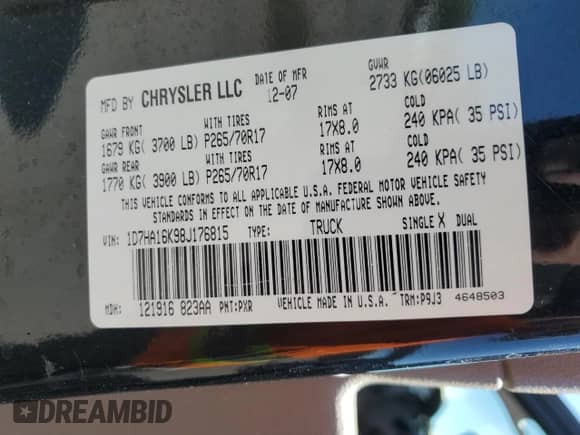 MFD BY CHRYSLER LLC DATE OF MFR 12-07 GVWR 2733 KG(06025 LB)
GAWR FRONT WITH TIRES RIMS AT COLD
1679 KG( 3700 LB) P265/70R17 17X8.0 240 KPA( 35 PSI)
GAWR REAR WITH TIRES RIMS AT COLD
1770 KG( 3900 LB) P265/70R17 17X8.0 240 KPA( 35 PSI)
THIS VEHICLE CONFORMS TO ALL APPLICABLE U.S.A. FEDERAL MOTOR VEHICLE SAFETY
STANDARDS IN EFFECT ON THE DATE OF MANUFACTURE SHOWN ABOVE.
VIN: 1D7HA16K98J176815 TYPE: TRUCK SINGLE X DUAL
MDH: 121916 823AA PNT:PXR VEHICLE MADE IN U.S.A. TRM:P9J3 4648503
DREAMBID